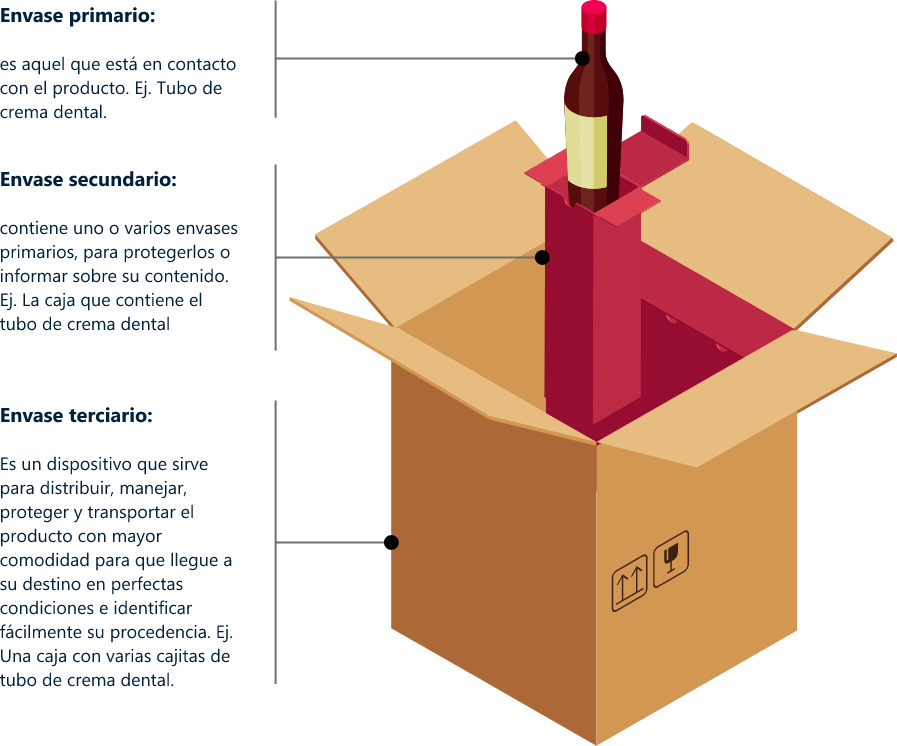 Envase primario:
es aquel que está en contacto
con el producto. Ej. Tubo de
crema dental.
Envase secundario:
contiene uno o varios envases
primarios, para protegerlos o
informar sobre su contenido.
Ej. La caja que contiene el
tubo de crema dental
Envase terciario:
Es un dispositivo que sirve
para distribuir, manejar,
proteger y transportar el
producto con mayor
comodidad para que llegue a
su destino en perfectas
condiciones e identificar
fácilmente su procedencia. Ej.
Una caja con varias cajitas de
tubo de crema dental.